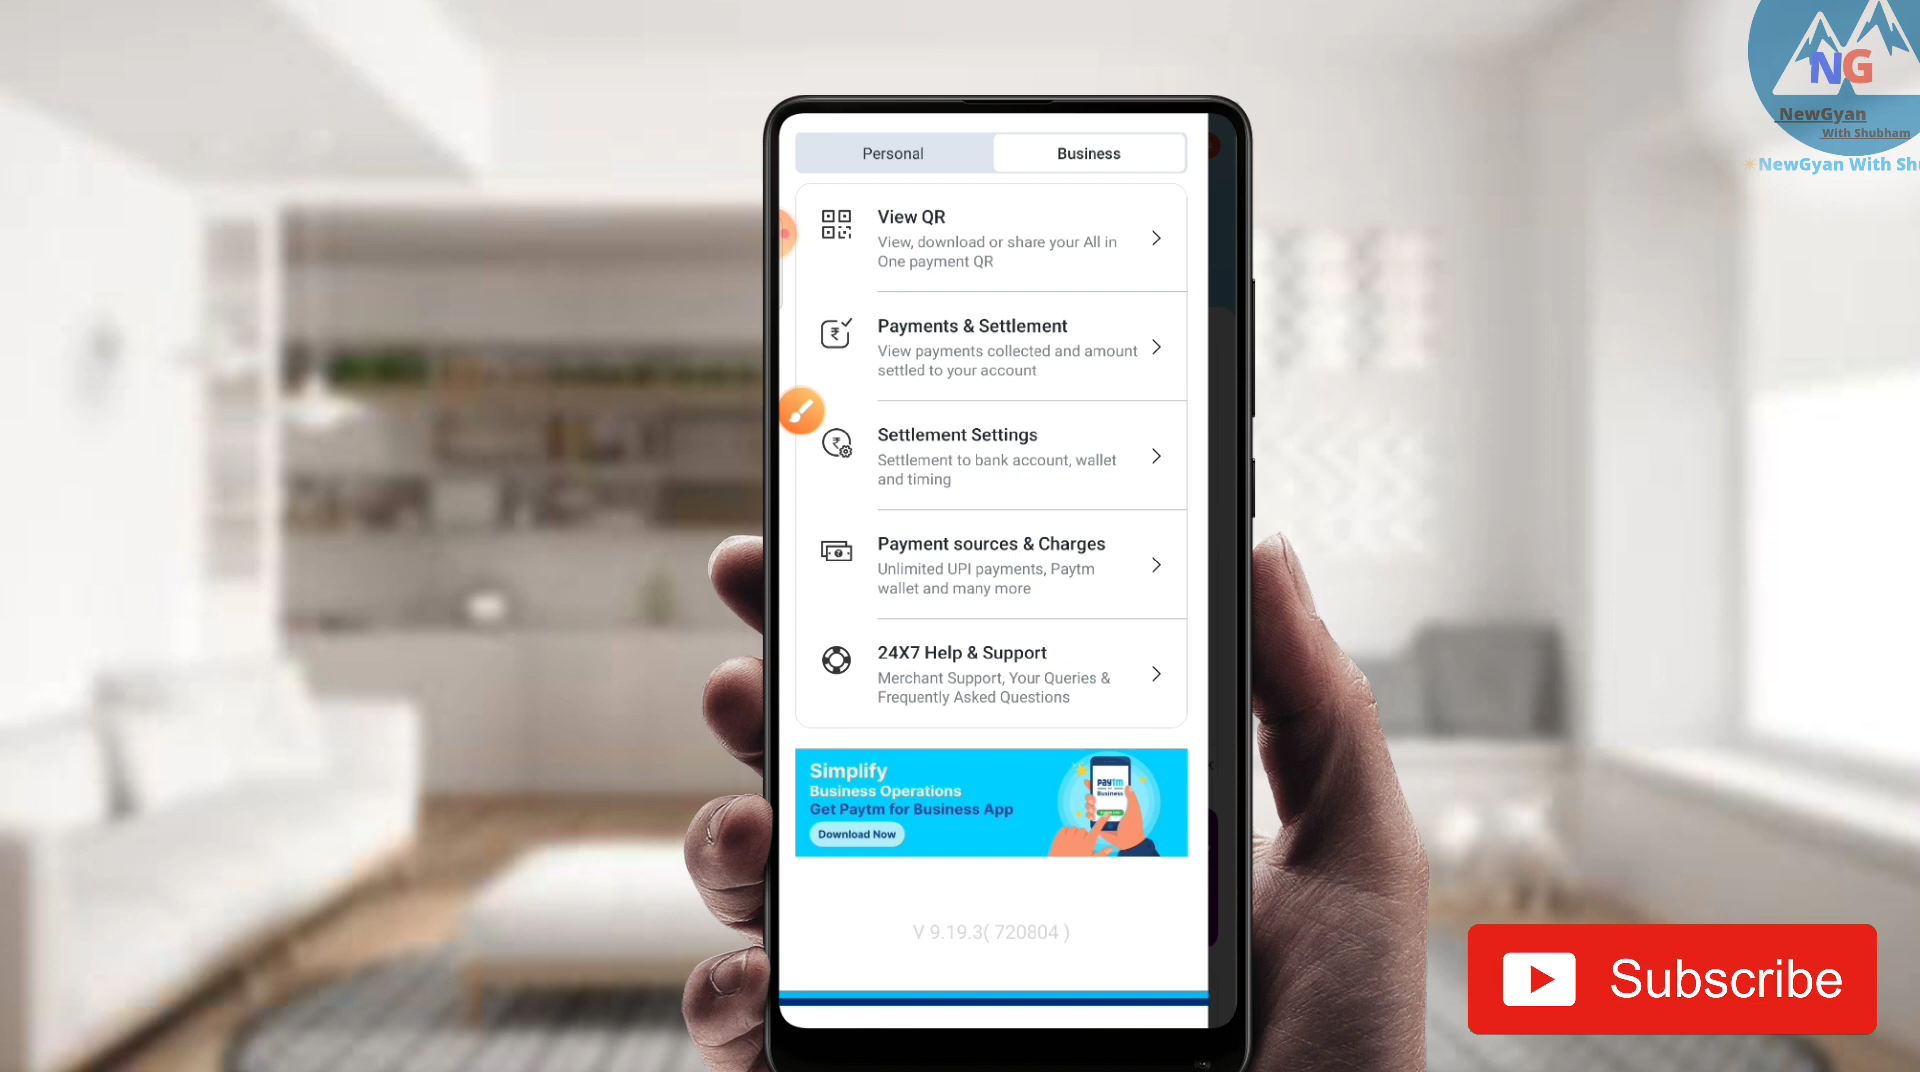 NG
NewGyan
With Shubham
NewGyan With Sh
Personal
Business
View QR
View, download or share your All in
One payment QR
Payments & Settlement
View payments collected and amount
settled to your account
Settlement Settings
Settlement to bank account, wallet
and timing
Payment sources & Charges
Unlimited UPI payments, Paytm
wallet and many more
24X7 Help & Support
Merchant Support, Your Queries &
Frequently Asked Questions
Simplify
Business Operations
Get Paytm for Business App
Download Now
paytm
Business
V 9.19.3( 720804 )
Subscribe